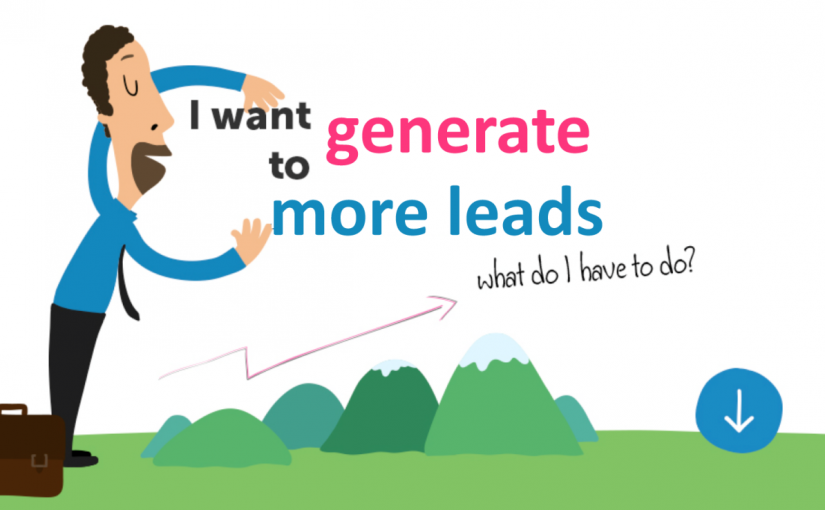 I want
to
generate
more leads
what do I have to do?